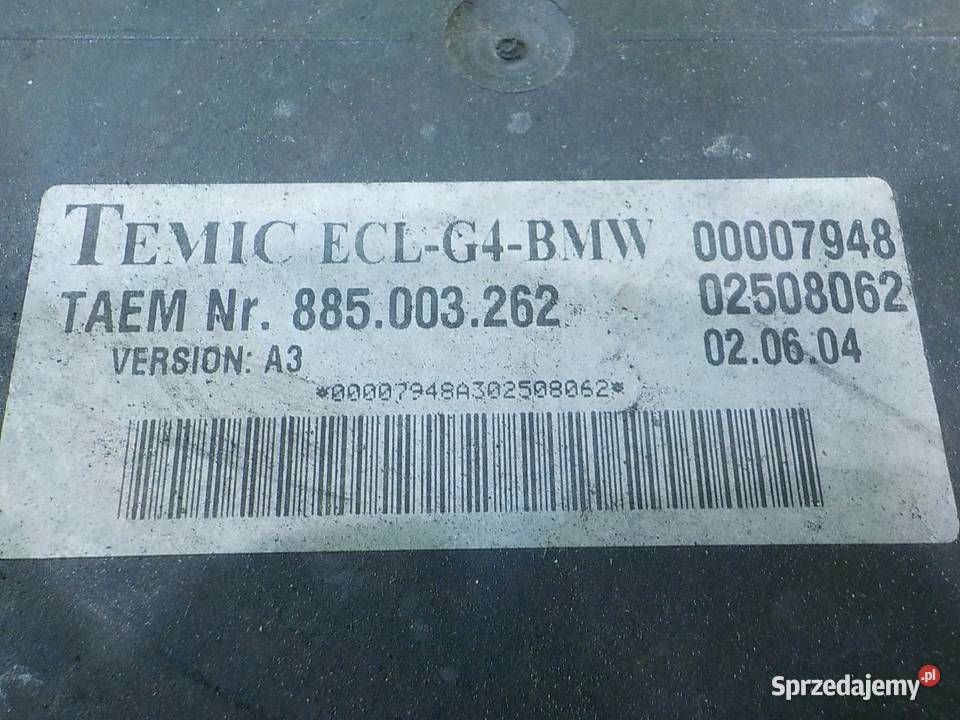 TEMIC ECL-G4-BMW 00007948
TAEM Nr. 885.003.262 02508062
VERSION: A3 02.06.04
*00007948A302508062*
Sprzedajemy.pl